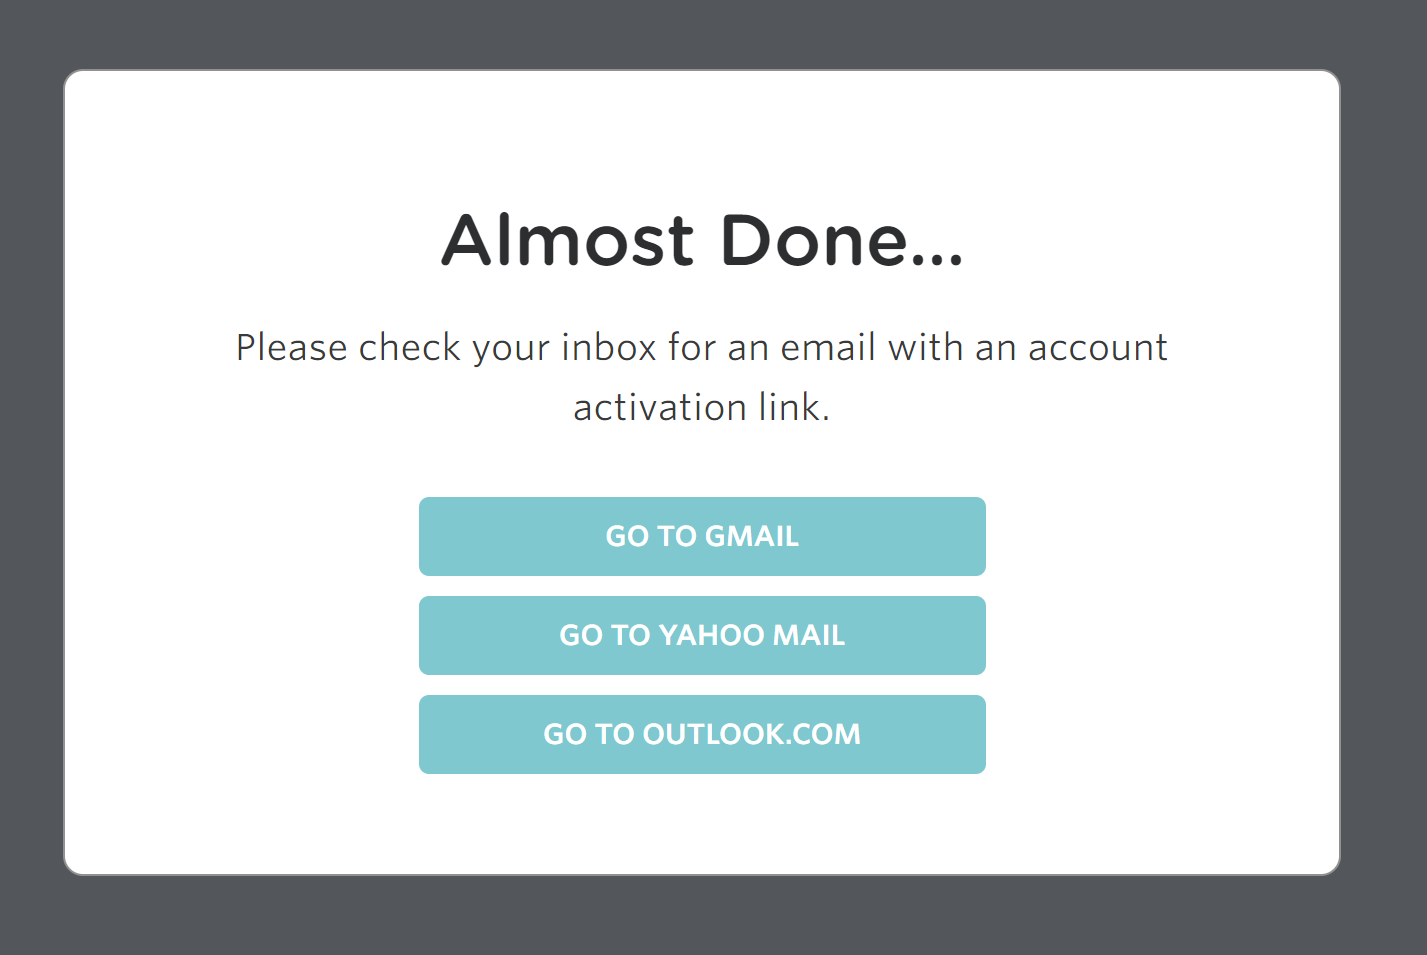 Almost Done...
Please check your inbox for an email with an account
activation link.
GO TO GMAIL
GO TO YAHOO MAIL
GO TO OUTLOOK.COM